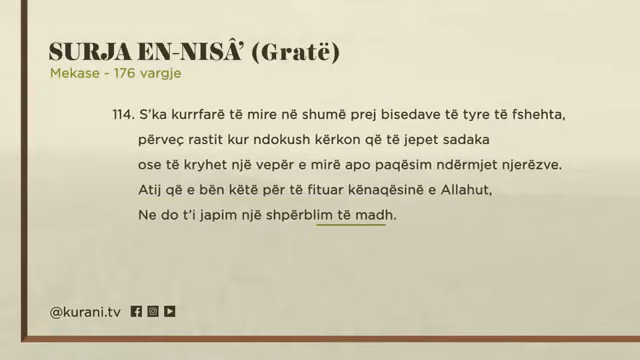 SURJA EN-NISÂ’ (Gratë)
Mekase - 176 vargje
114. S’ka kurrfarë të mire në shumë prej bisedave të tyre të fshehta,
përveç rastit kur ndokush kërkon që të jepet sadaka
ose të kryhet një vepër e mirë apo paqësim ndërmjet njerëzve.
Atij që e bën këtë për të fituar kënaqësinë e Allahut,
Ne do t’i japim një shpërblim të madh.
@kurani.tv